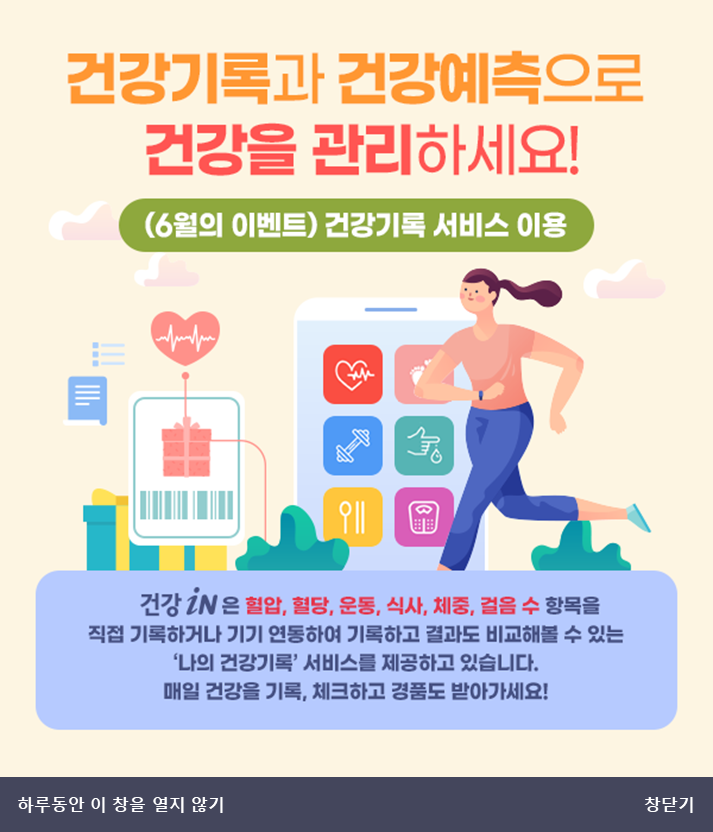 건강기록과 건강예측으로
건강을 관리하세요!
(6월의 이벤트) 건강기록 서비스 이용
건강iN은 혈압, 혈당, 운동, 식사, 체중, 걸음 수 항목을
직접 기록하거나 기기 연동하여 기록하고 결과도 비교해볼 수 있는
‘나의 건강기록’ 서비스를 제공하고 있습니다.
매일 건강을 기록, 체크하고 경품도 받아가세요!
하루동안 이 창을 열지 않기
창닫기